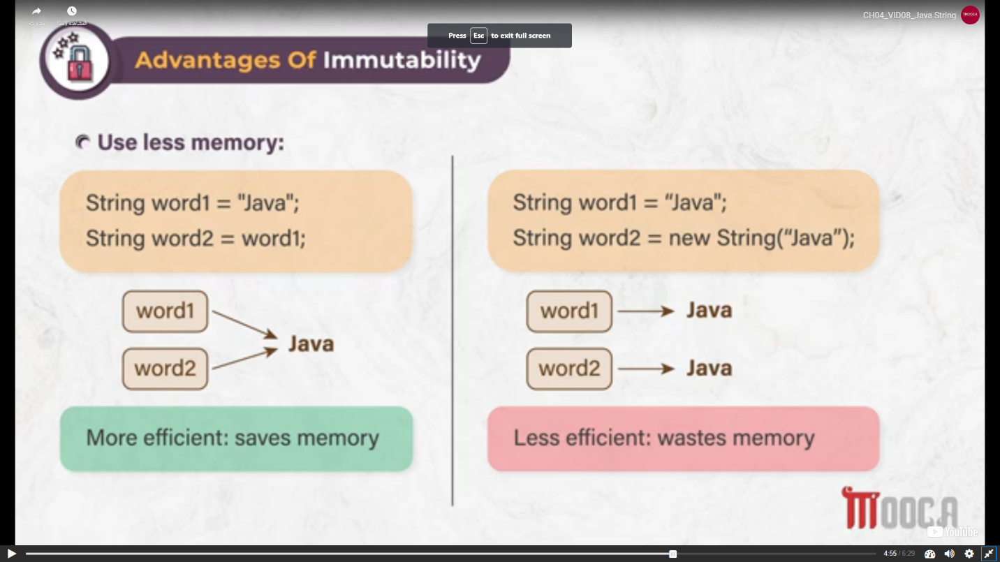 مشاركة
المشاهدة لاحقًا
CH04_VID08_Java String
TMOOCA
Press Esc to exit full screen
Advantages Of Immutability
Use less memory:
String word1 = "Java";
String word2 = word1;
word1
word2
Java
More efficient: saves memory
String word1 = “Java";
String word2 = new String(“Java”);
word1
Java
word2
Java
Less efficient: wastes memory
MOOCA
YouTube
4:55 / 6:29